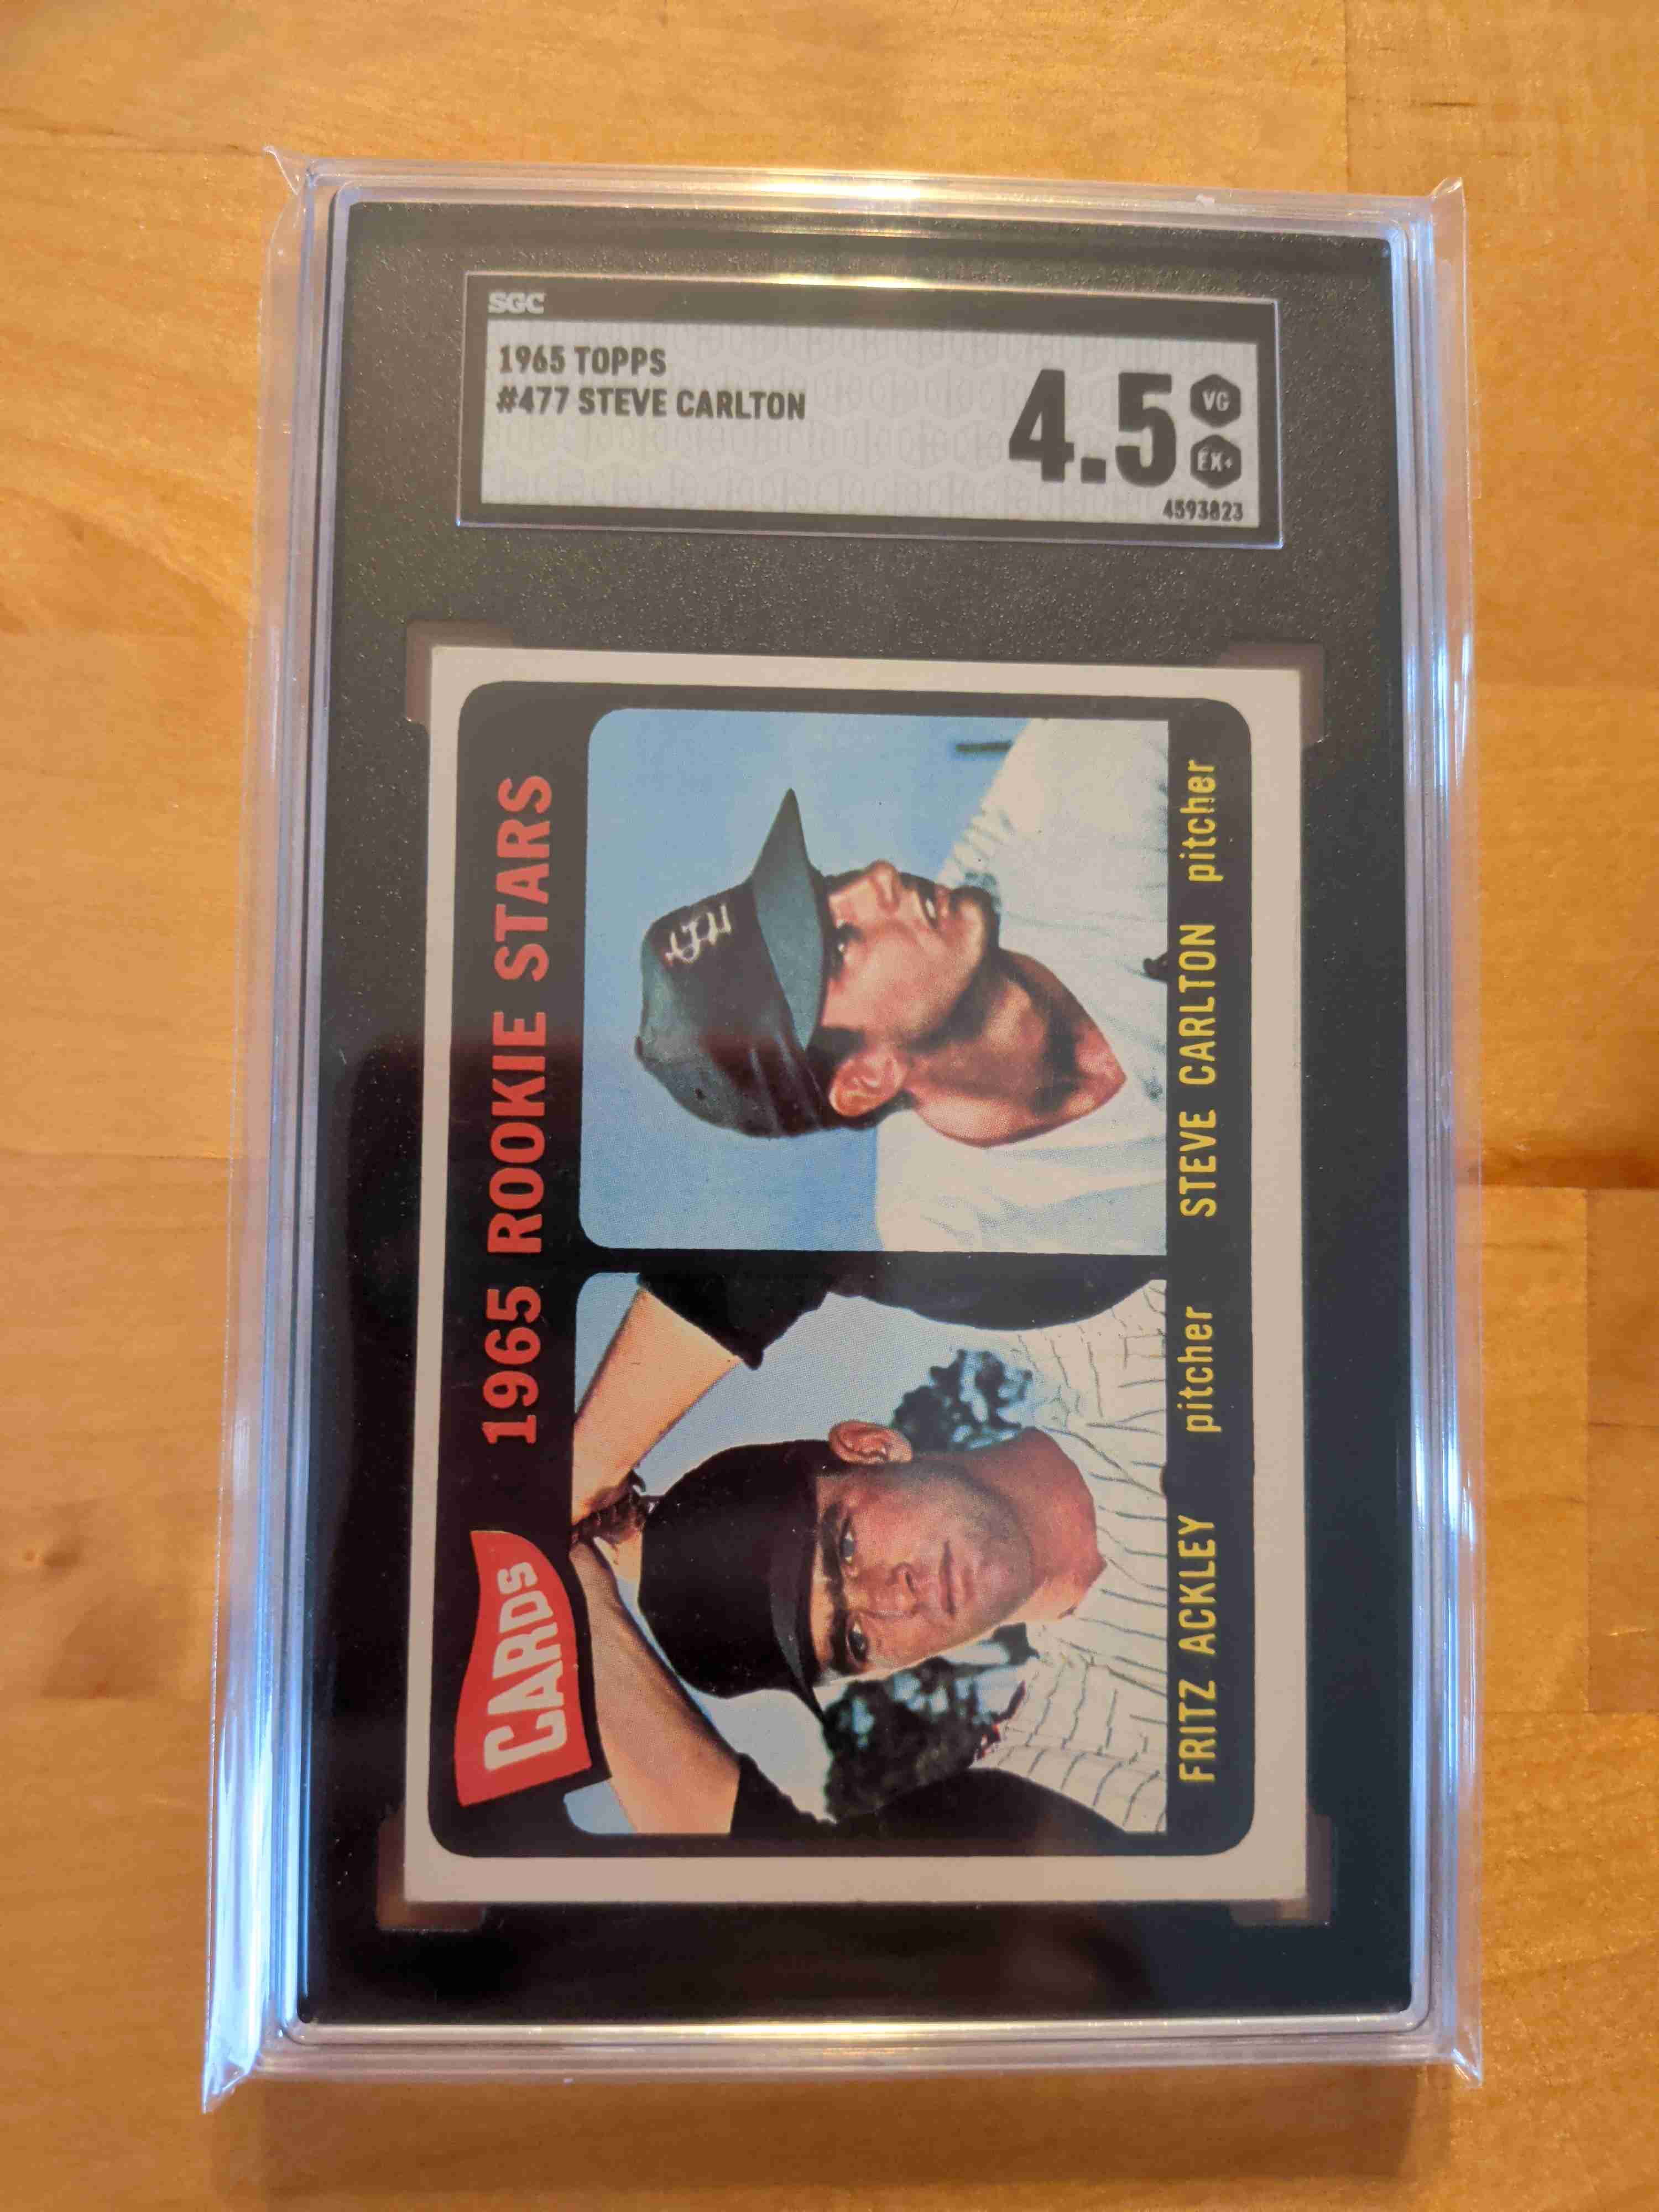 SGC
1965 TOPPS
#477 STEVE CARLTON
4.5
VG
EX+
4593823
CARDS 1965 ROOKIE STARS
FRITZ ACKLEY pitcher STEVE CARLTON pitcher